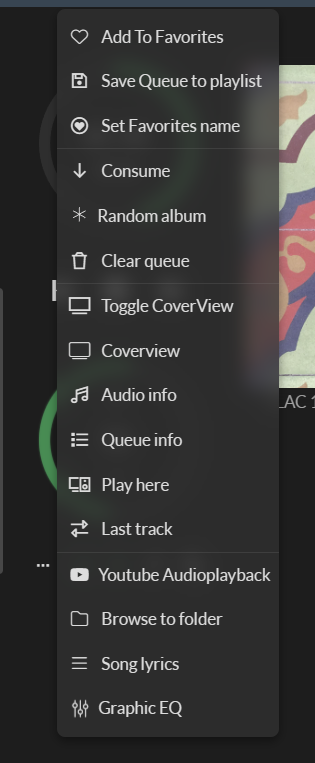 Add To Favorites
Save Queue to playlist
Set Favorites name
Consume
Random album
Clear queue
Toggle CoverView
Coverview
Audio info
LAC 1
Queue info
Play here
Last track
...
Youtube Audioplayback
Browse to folder
Song lyrics
Graphic EQ